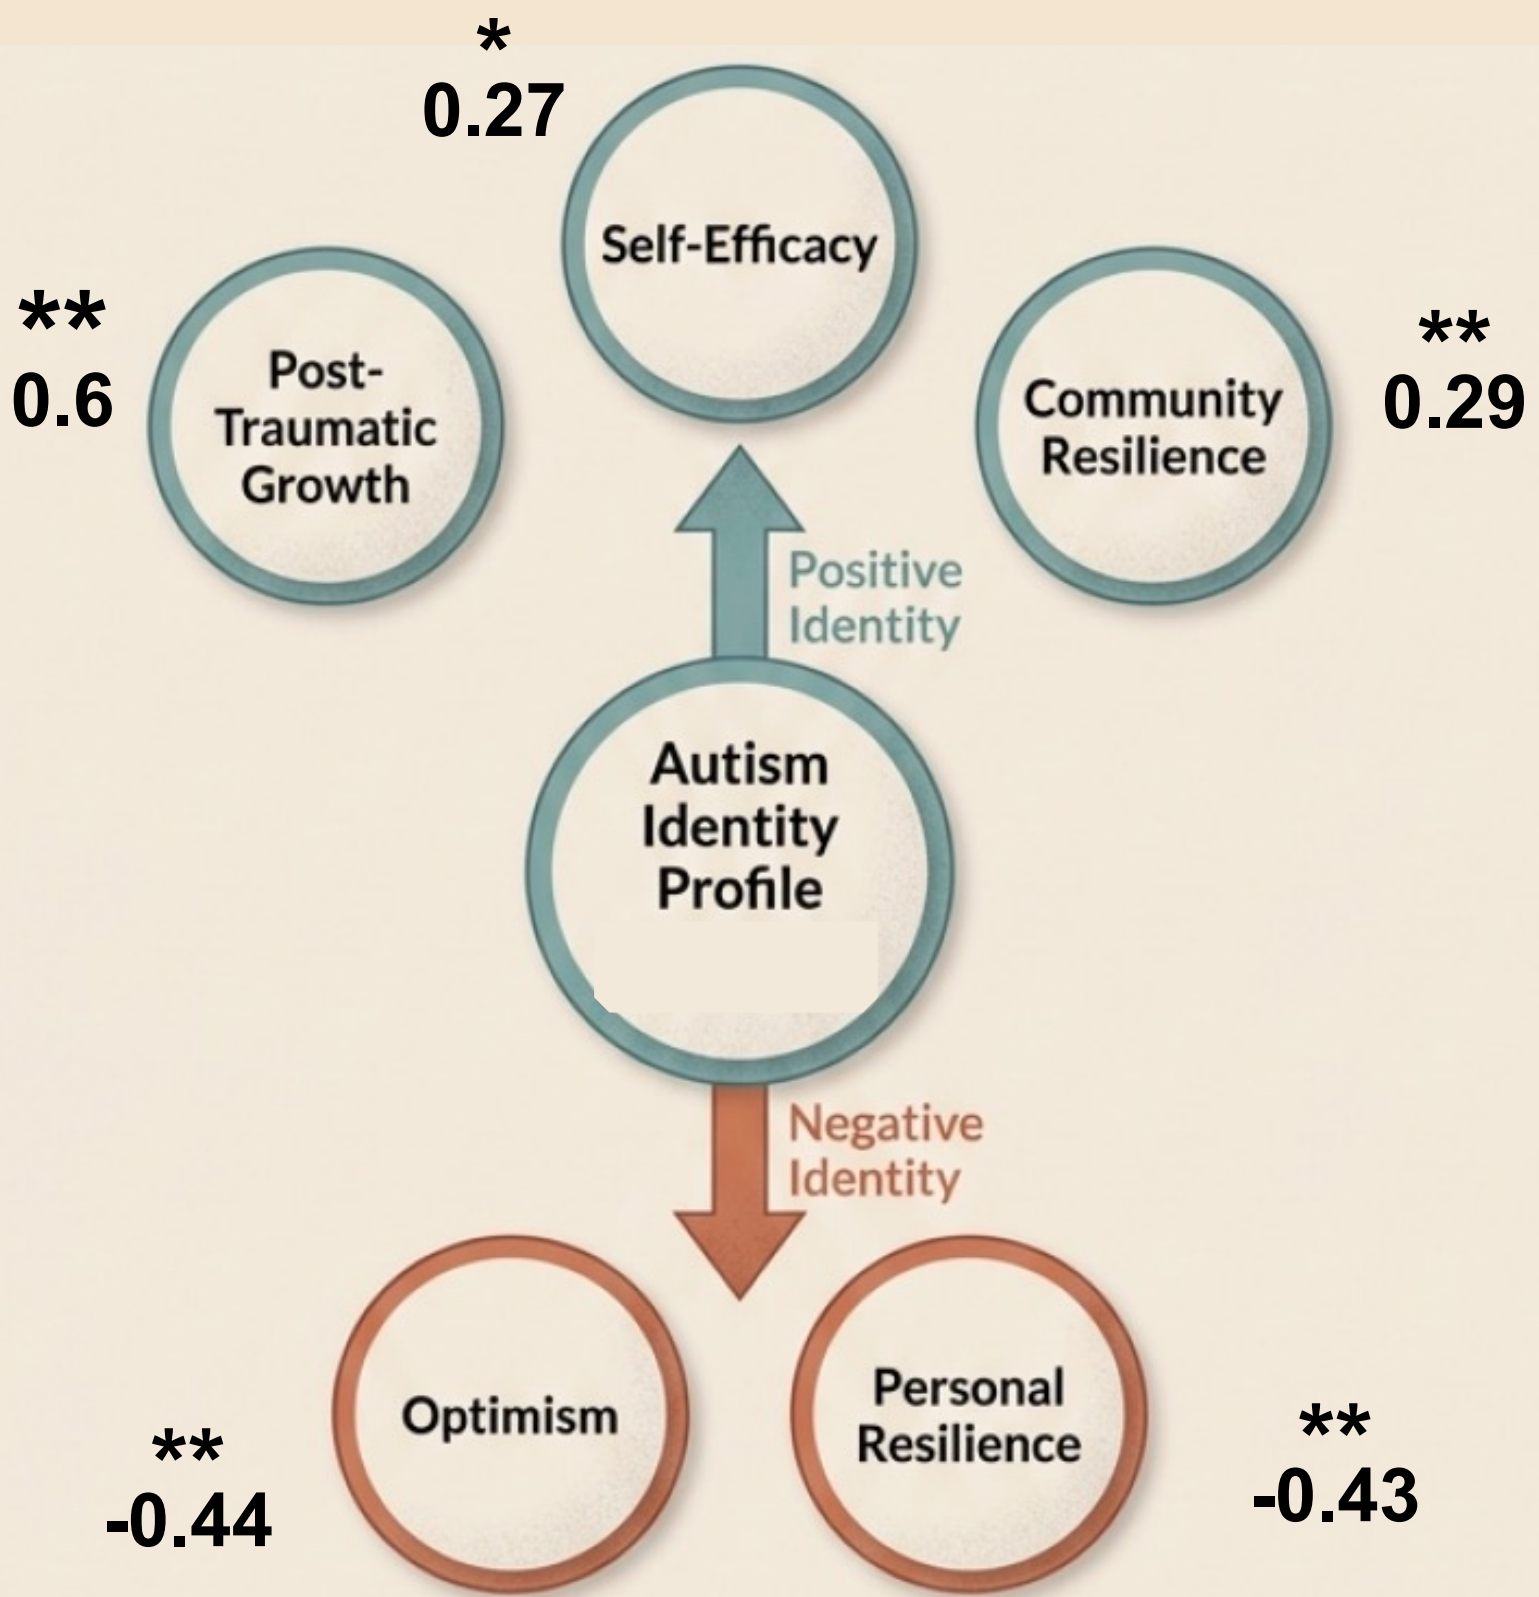 *
0.27
Self-Efficacy
**
0.6
Post-
Traumatic
Growth
Community
Resilience
**
0.29
Positive
Identity
Autism
Identity
Profile
Negative
Identity
Optimism
**
-0.44
Personal
Resilience
**
-0.43